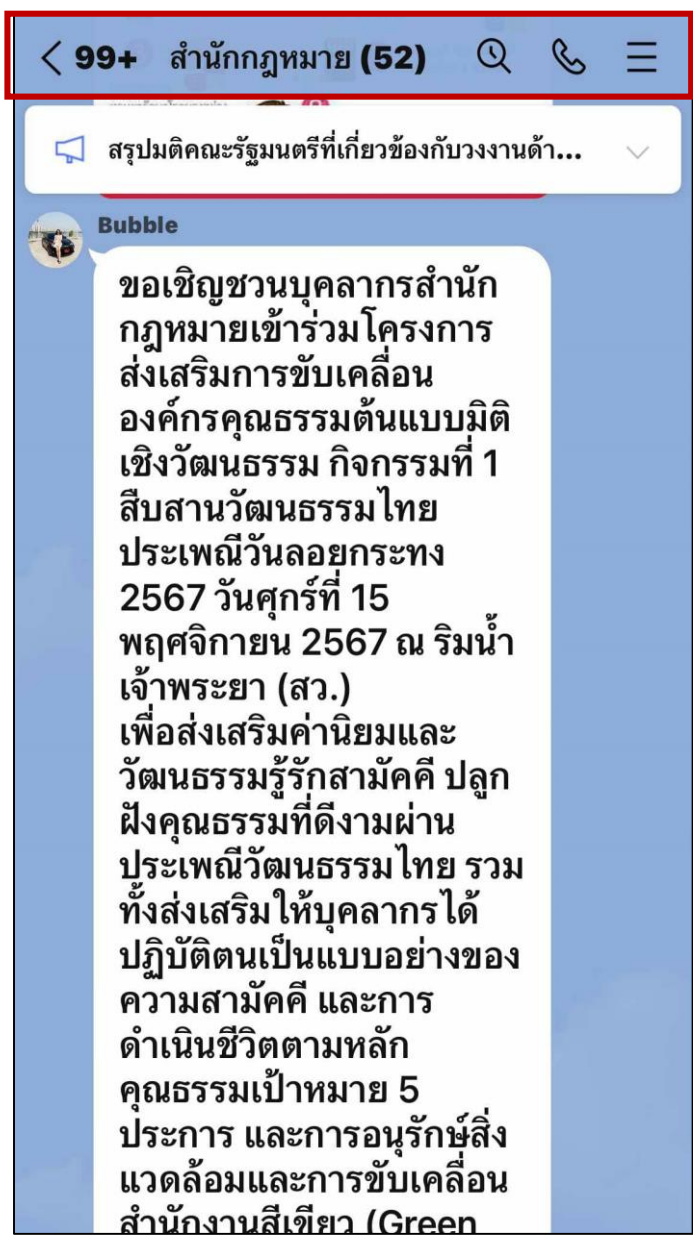 99+ สำนักกฎหมาย (52)
สรุปมติคณะรัฐมนตรีที่เกี่ยวข้องกับวงงานด้า...
Bubble
ขอเชิญชวนบุคลากรสำนัก
กฎหมายเข้าร่วมโครงการ
ส่งเสริมการขับเคลื่อน
องค์กรคุณธรรมต้นแบบมิติ
เชิงวัฒนธรรม กิจกรรมที่ 1
สืบสานวัฒนธรรมไทย
ประเพณีวันลอยกระทง
2567 วันศุกร์ที่ 15
พฤศจิกายน 2567 ณ ริมน้ำ
เจ้าพระยา (สว.)
เพื่อส่งเสริมค่านิยมและ
วัฒนธรรมรู้รักสามัคคี ปลูก
ฝังคุณธรรมที่ดีงามผ่าน
ประเพณีวัฒนธรรมไทย รวม
ทั้งส่งเสริมให้บุคลากรได้
ปฏิบัติตนเป็นแบบอย่างของ
ความสามัคคี และการ
ดำเนินชีวิตตามหลัก
คุณธรรมเป้าหมาย 5
ประการ และการอนุรักษ์สิ่ง
แวดล้อมและการขับเคลื่อน
สำนักงานสีเขียว (Green